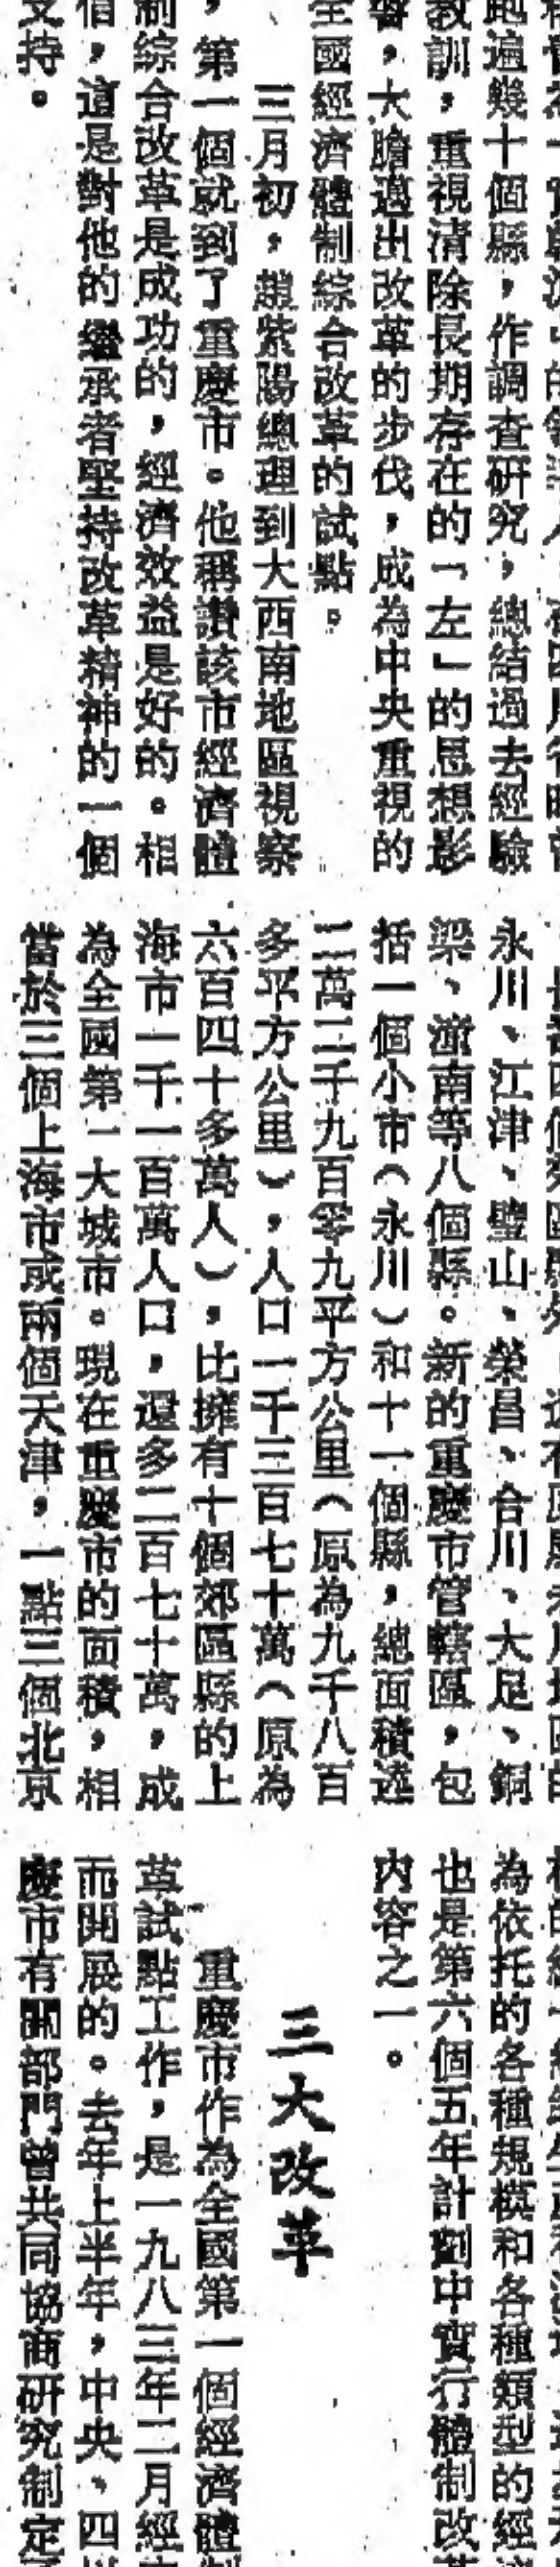 跑遍幾十個縣，作調查研究，總結過去經驗
教訓，重視清除長期存在的「左」的思想影
響，大膽邁出改革的步伐，成為中央重視的
全國經濟體制綜合改革的試點。
三月初，趙紫陽總理到大西南地區視察
，第一個就到了重慶市。他稱讚該市經濟體
制綜合改革是成功的，經濟效益是好的。相
信，這是對他的繼承者堅持改革精神的一個
支持。
永川、江津、璧山、榮昌、合川、大足、銅
梁、潼南等八個縣。新的重慶市管轄區，包
括一個小市（永川）和十一個縣，總面積達
二萬二千九百零九平方公里（原為九千八百
多平方公里），人口一千三百七十萬（原為
六百四十多萬人），比擁有十個郊區縣的上
海市一千一百萬人口，還多二百七十萬，成
為全國第一大城市。現在重慶市的面積，相
當於三個上海市或兩個天津，一點三個北京
為依托的各種規模和各種類型的經
也是第六個五年計劃中實行體制改革
內容之一。
三大改革
重慶市作為全國第一個經濟體制
革試點工作，是一九八三年二月經
而開展的。去年上半年，中央、四
慶市有關部門曾共同協商研究制定